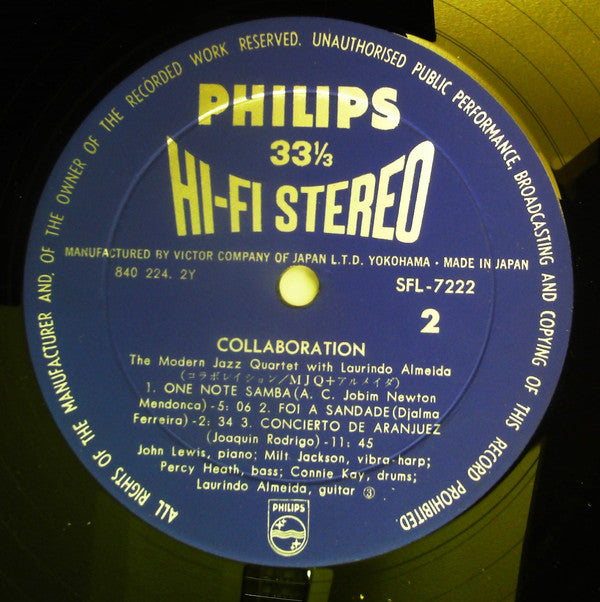 ALL RIGHTS OF THE MANUFACTURER AND OF THE OWNER OF THE RECORDED WORK RESERVED. UNAUTHORISED PUBLIC PERFORMANCE, BROADCASTING AND COPYING OF THIS RECORD PROHIBITED.
PHILIPS
33⅓
HI-FI STEREO
MANUFACTURED BY VICTOR COMPANY OF JAPAN L.T.D. YOKOHAMA • MADE IN JAPAN
840 224. 2Y
SFL-7222
2
COLLABORATION
The Modern Jazz Quartet with Laurindo Almeida
(コラボレイション/MJQ+アルメイダ)
1. ONE NOTE SAMBA(A. C. Jobim Newton
Mendonca)-5: 06 2. FOI A SANDADE(Djalma
Ferreira)-2: 34 3. CONCIERTO DE ARANJUEZ
(Joaquin Rodrigo)-11: 45
John Lewis, piano; Milt Jackson, vibra-harp;
Percy Heath, bass; Connie Kay, drums;
Laurindo Almeida, guitar ③
PHILIPS